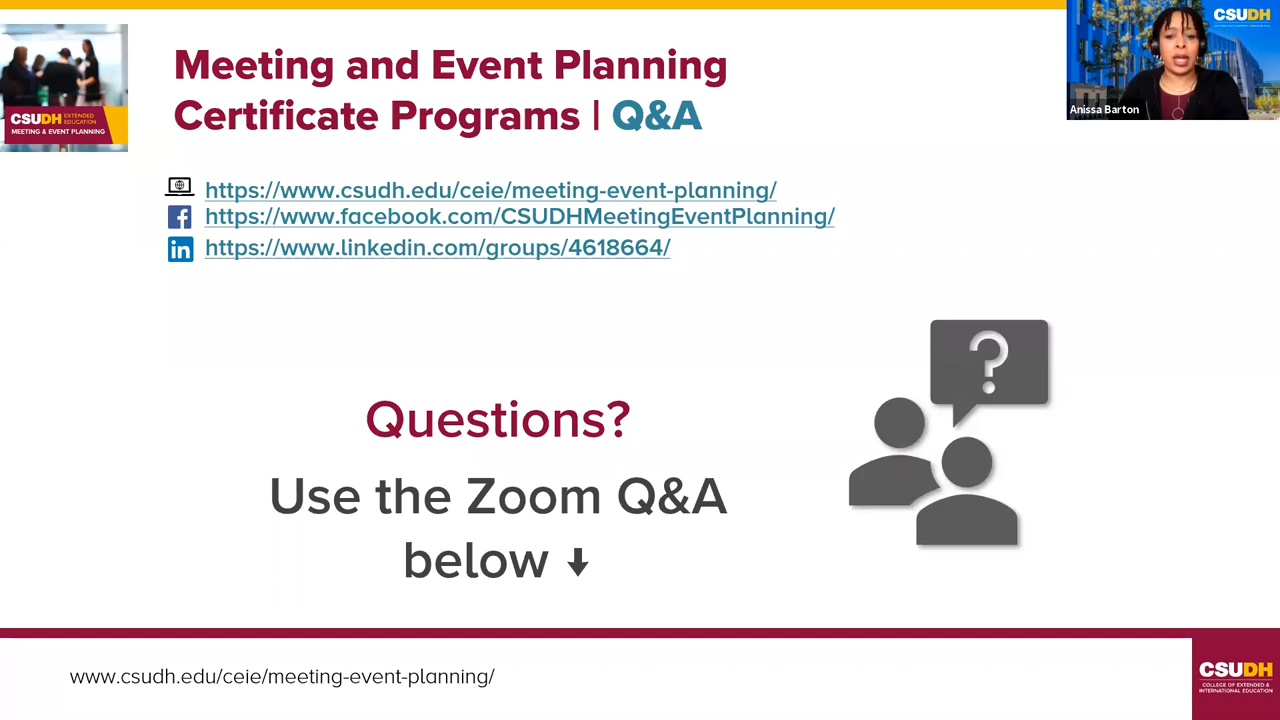 Meeting and Event Planning
Certificate Programs | Q&A
CSUDH EXTENDED EDUCATION
MEETING & EVENT PLANNING
CSUDH
Anissa Barton
https://www.csudh.edu/ceie/meeting-event-planning/
https://www.facebook.com/CSUDHMeetingEventPlanning/
in https://www.linkedin.com/groups/4618664/
?
Questions?
Use the Zoom Q&A
below
www.csudh.edu/ceie/meeting-event-planning/
CSUDH
COLLEGE OF EXTENDED &
INTERNATIONAL EDUCATION